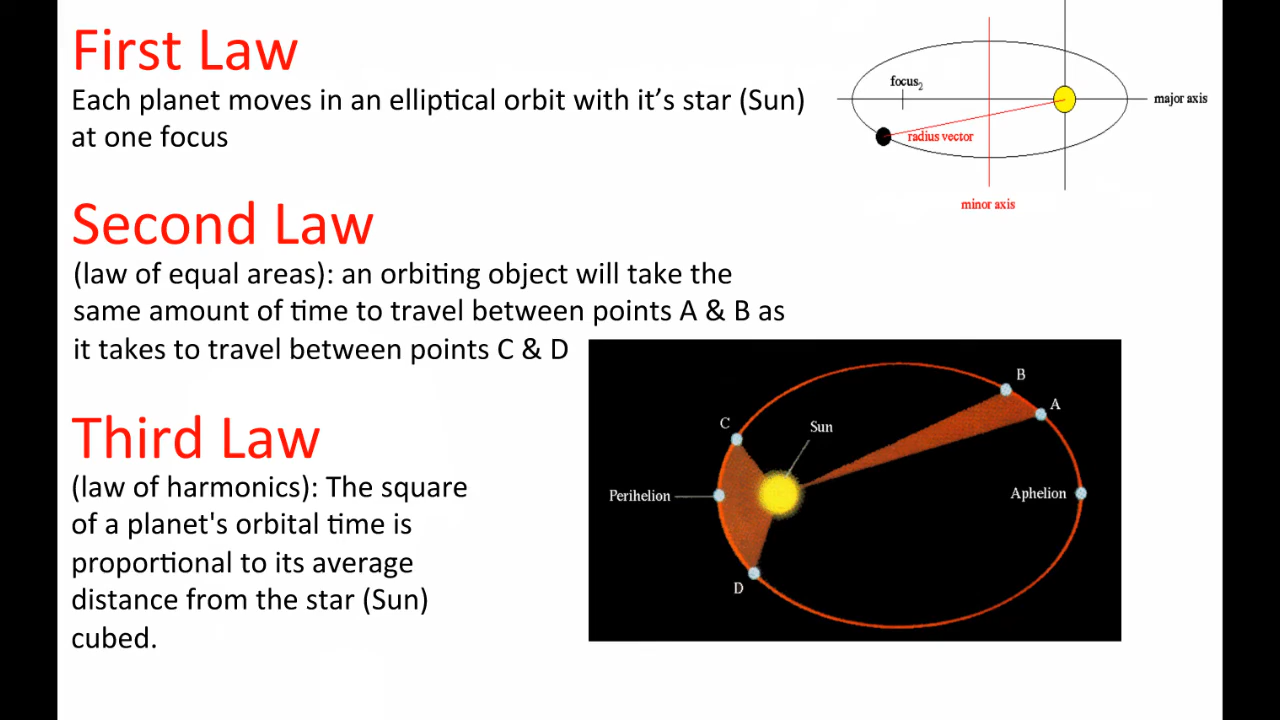 First Law
Each planet moves in an elliptical orbit with it’s star (Sun)
at one focus
focus2
major axis
radius vector
minor axis
Second Law
(law of equal areas): an orbiting object will take the
same amount of time to travel between points A & B as
it takes to travel between points C & D
Third Law
(law of harmonics): The square
of a planet's orbital time is
proportional to its average
distance from the star (Sun)
cubed.
B
A
C
Sun
Perihelion
Aphelion
D